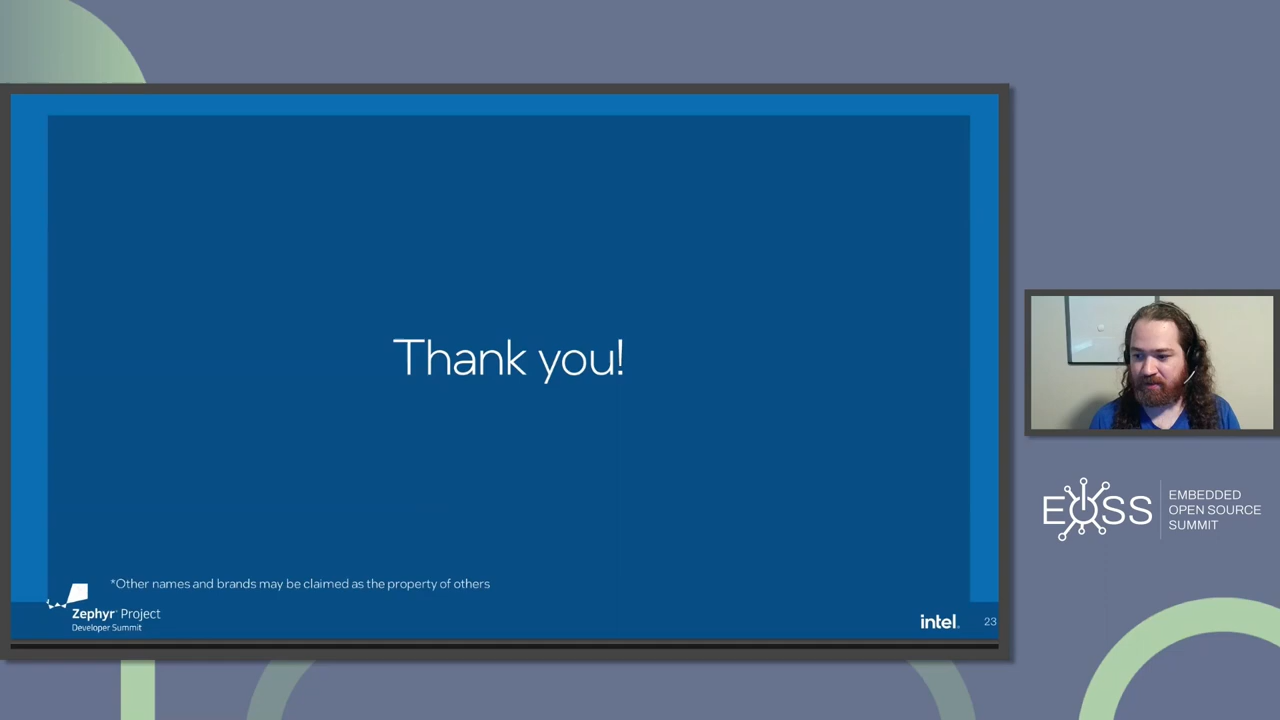 Thank you!
*Other names and brands may be claimed as the property of others
Zephyr Project
Developer Summit
intel.
23
EOSS
EMBEDDED
OPEN SOURCE
SUMMIT